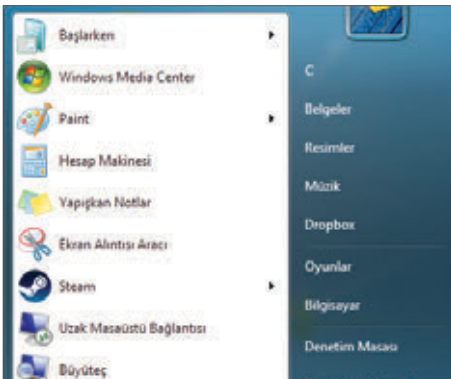 Başlarken
Windows Media Center
Paint
Hesap Makinesi
Yapışkan Notlar
Ekran Alıntısı Aracı
Steam
Uzak Masaüstü Bağlantısı
Büyüteç
C
Belgeler
Resimler
Müzik
Dropbox
Oyunlar
Bilgisayar
Denetim Masası